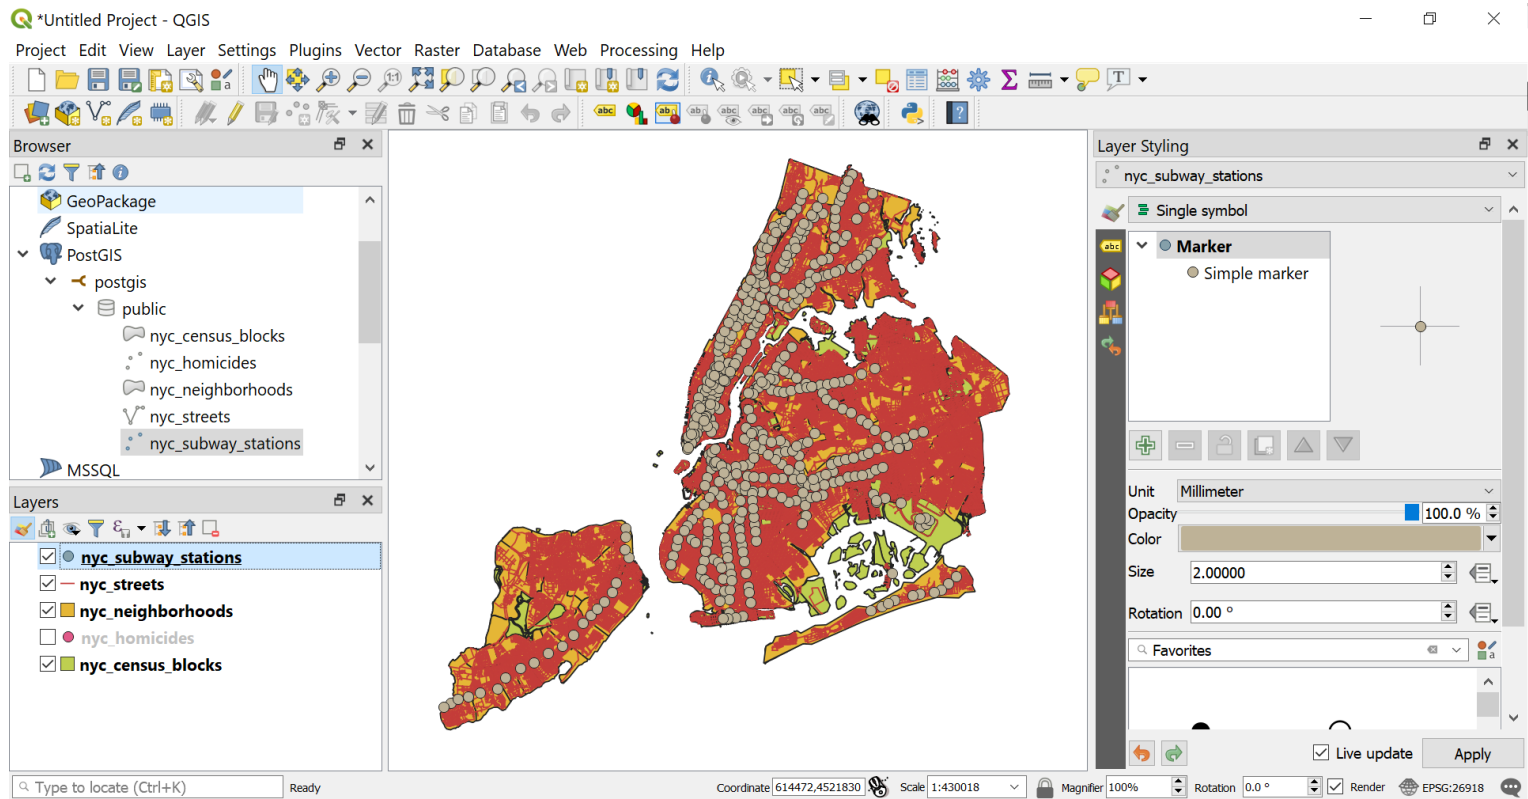 *Untitled Project - QGIS
Project Edit View Layer Settings Plugins Vector Raster Database Web Processing Help
Browser
GeoPackage
SpatiaLite
PostGIS
postgis
public
nyc_census_blocks
nyc_homicides
nyc_neighborhoods
nyc_streets
nyc_subway_stations
MSSQL
Layers
nyc_subway_stations
nyc_streets
nyc_neighborhoods
nyc_homicides
nyc_census_blocks
Layer Styling
nyc_subway_stations
Single symbol
abc
Marker
Simple marker
Unit Millimeter
Opacity 100.0 %
Color
Size 2.00000
Rotation 0.00 °
Favorites
Live update Apply
Type to locate (Ctrl+K) Ready Coordinate 614472,4521830 Scale 1:430018 Magnifier 100% Rotation 0.0 ° Render EPSG:26918